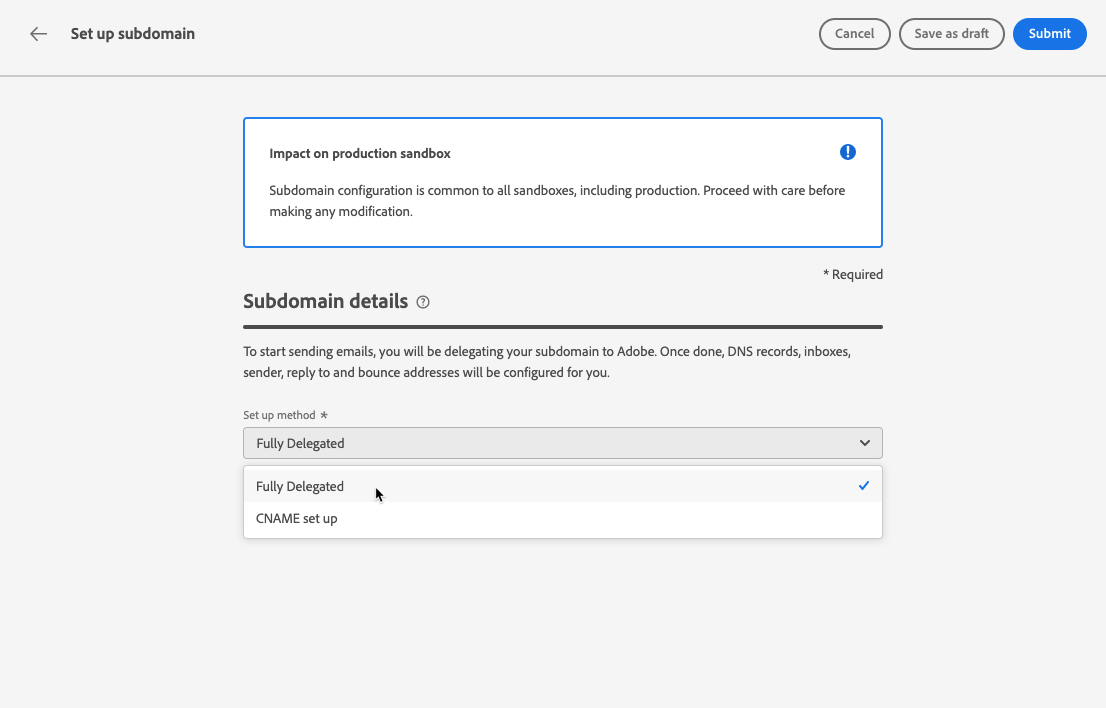 Set up subdomain
Cancel
Save as draft
Submit
Impact on production sandbox
Subdomain configuration is common to all sandboxes, including production. Proceed with care before
making any modification.
* Required
Subdomain details
To start sending emails, you will be delegating your subdomain to Adobe. Once done, DNS records, inboxes,
sender, reply to and bounce addresses will be configured for you.
Set up method *
Fully Delegated
Fully Delegated
CNAME set up